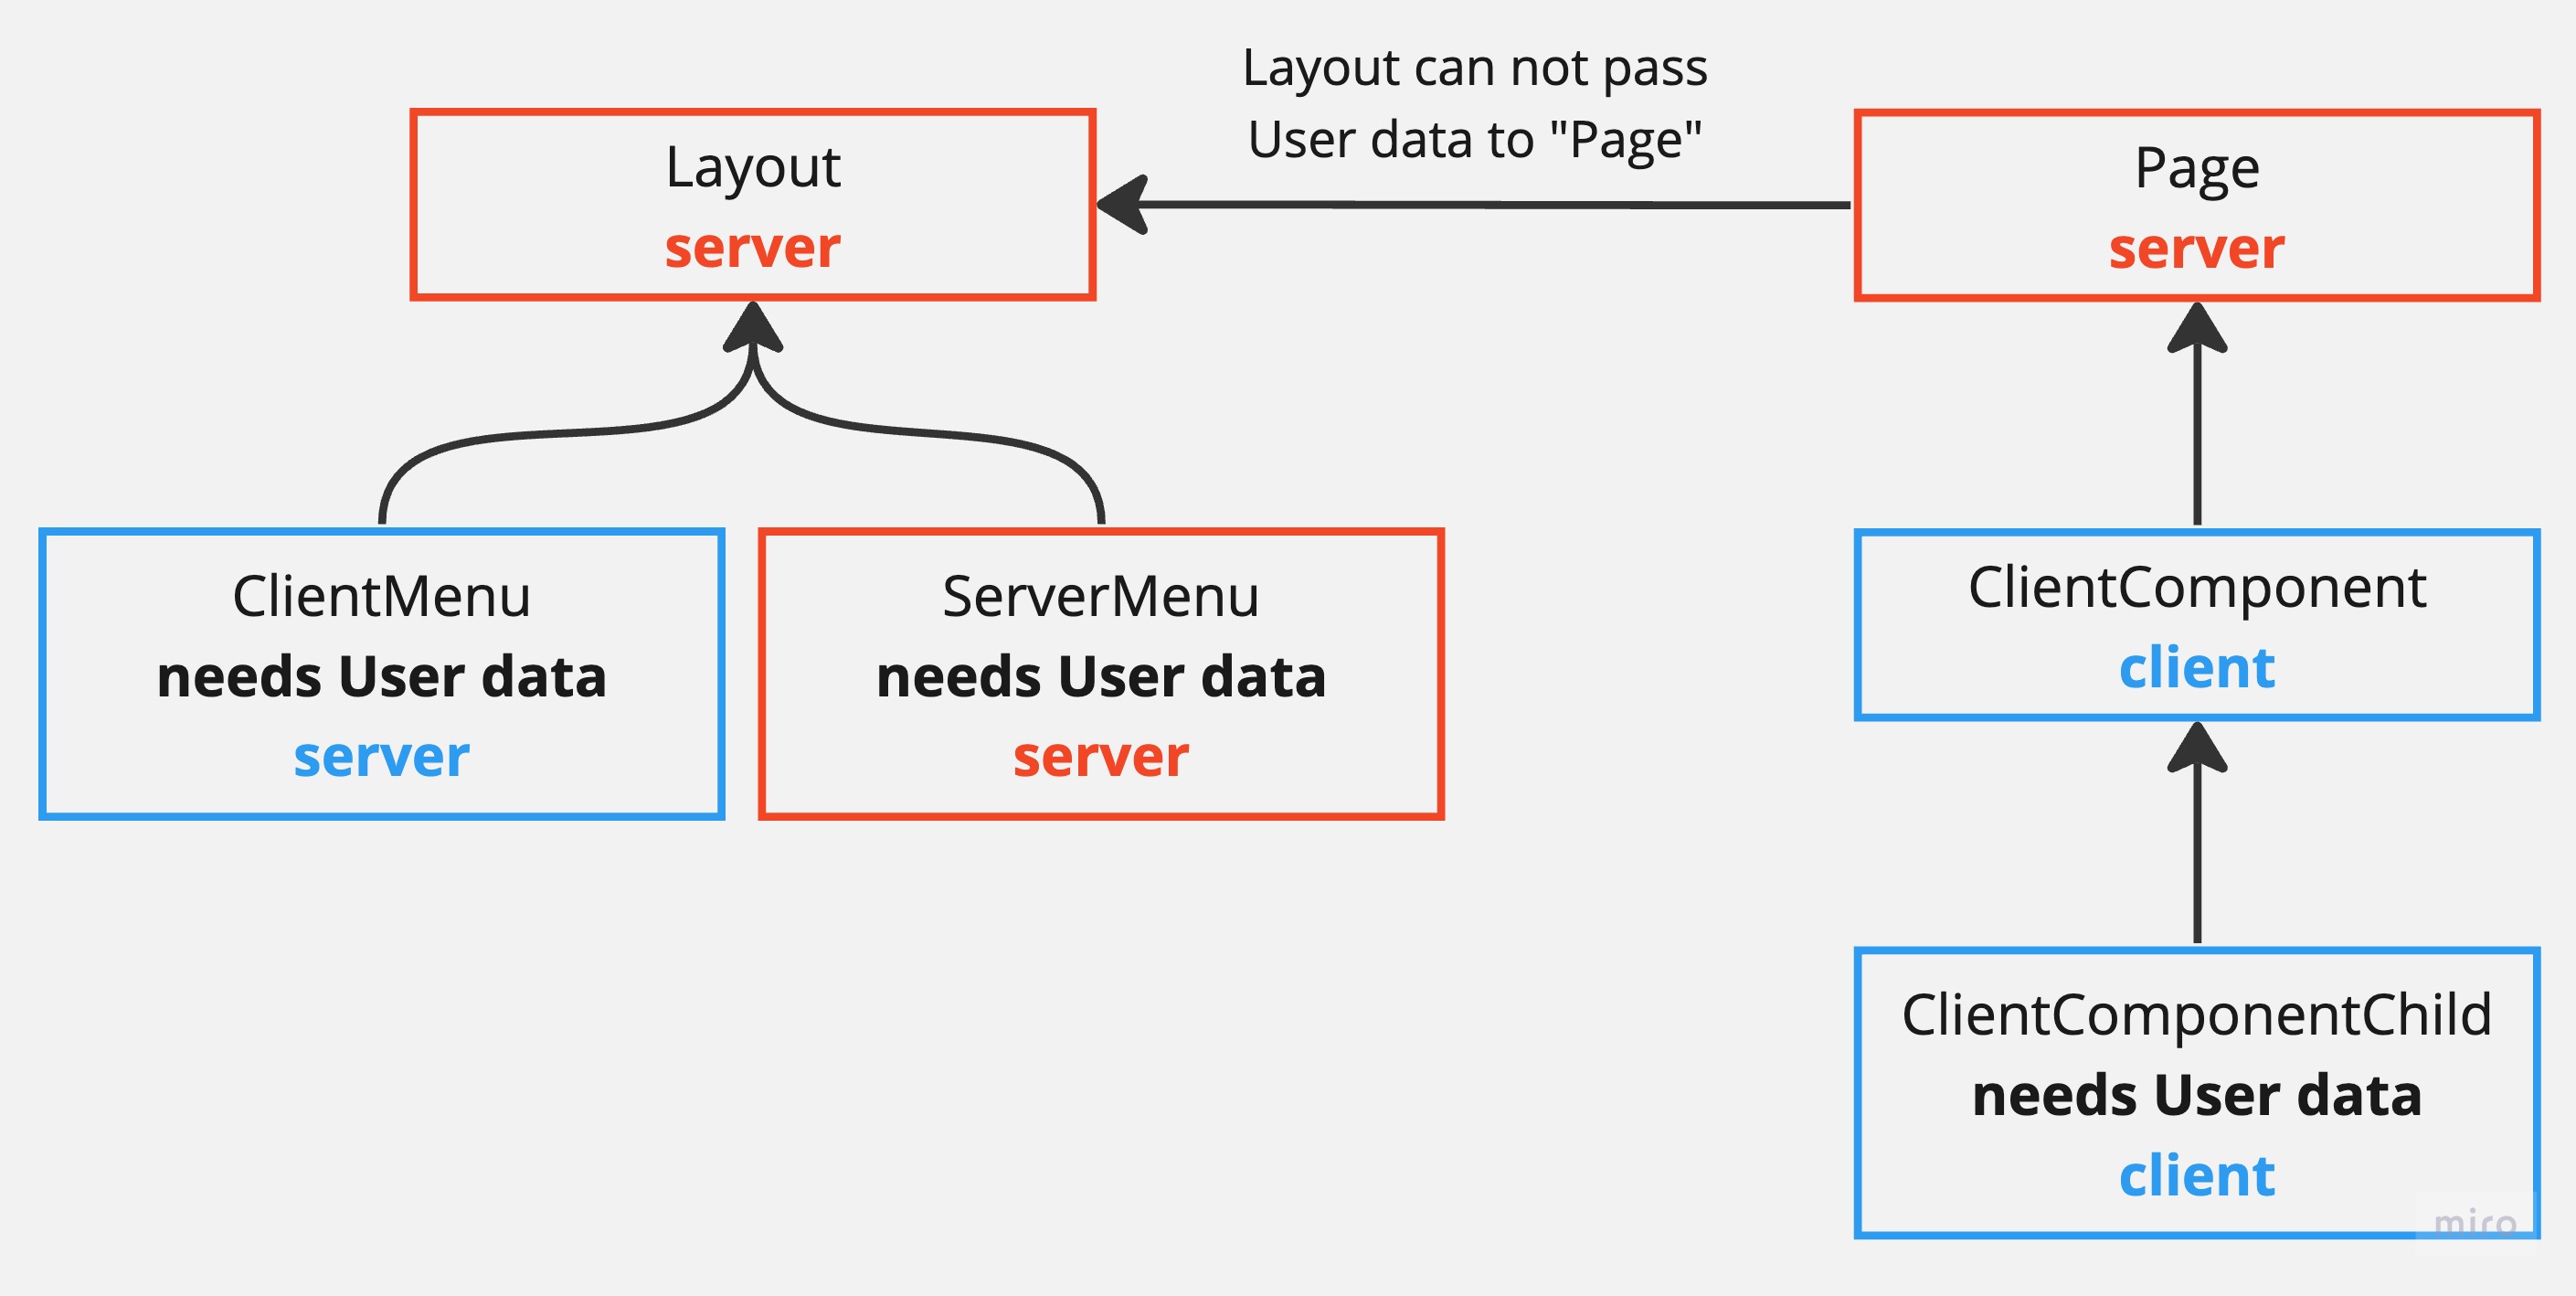 Layout can not pass
User data to "Page"
Layout
server
Page
server
ClientMenu
needs User data
server
ServerMenu
needs User data
server
ClientComponent
client
ClientComponentChild
needs User data
client
miro